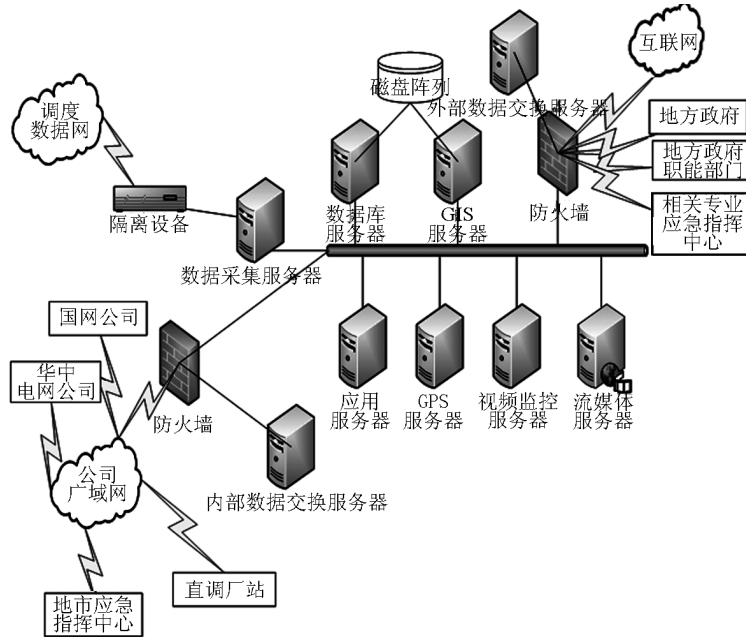 互联网
磁盘阵列
外部数据交换服务器
调度
数据网
地方政府
地方政府
职能部门
相关专业
应急指挥
中心
隔离设备
数据库
服务器
GIS
服务器
防火墙
数据采集服务器
国网公司
华中
电网公司
防火墙
应用
服务器
GPS
服务器
视频监控
服务器
流媒体
服务器
公司
广域网
内部数据交换服务器
直调厂站
地市应急
指挥中心